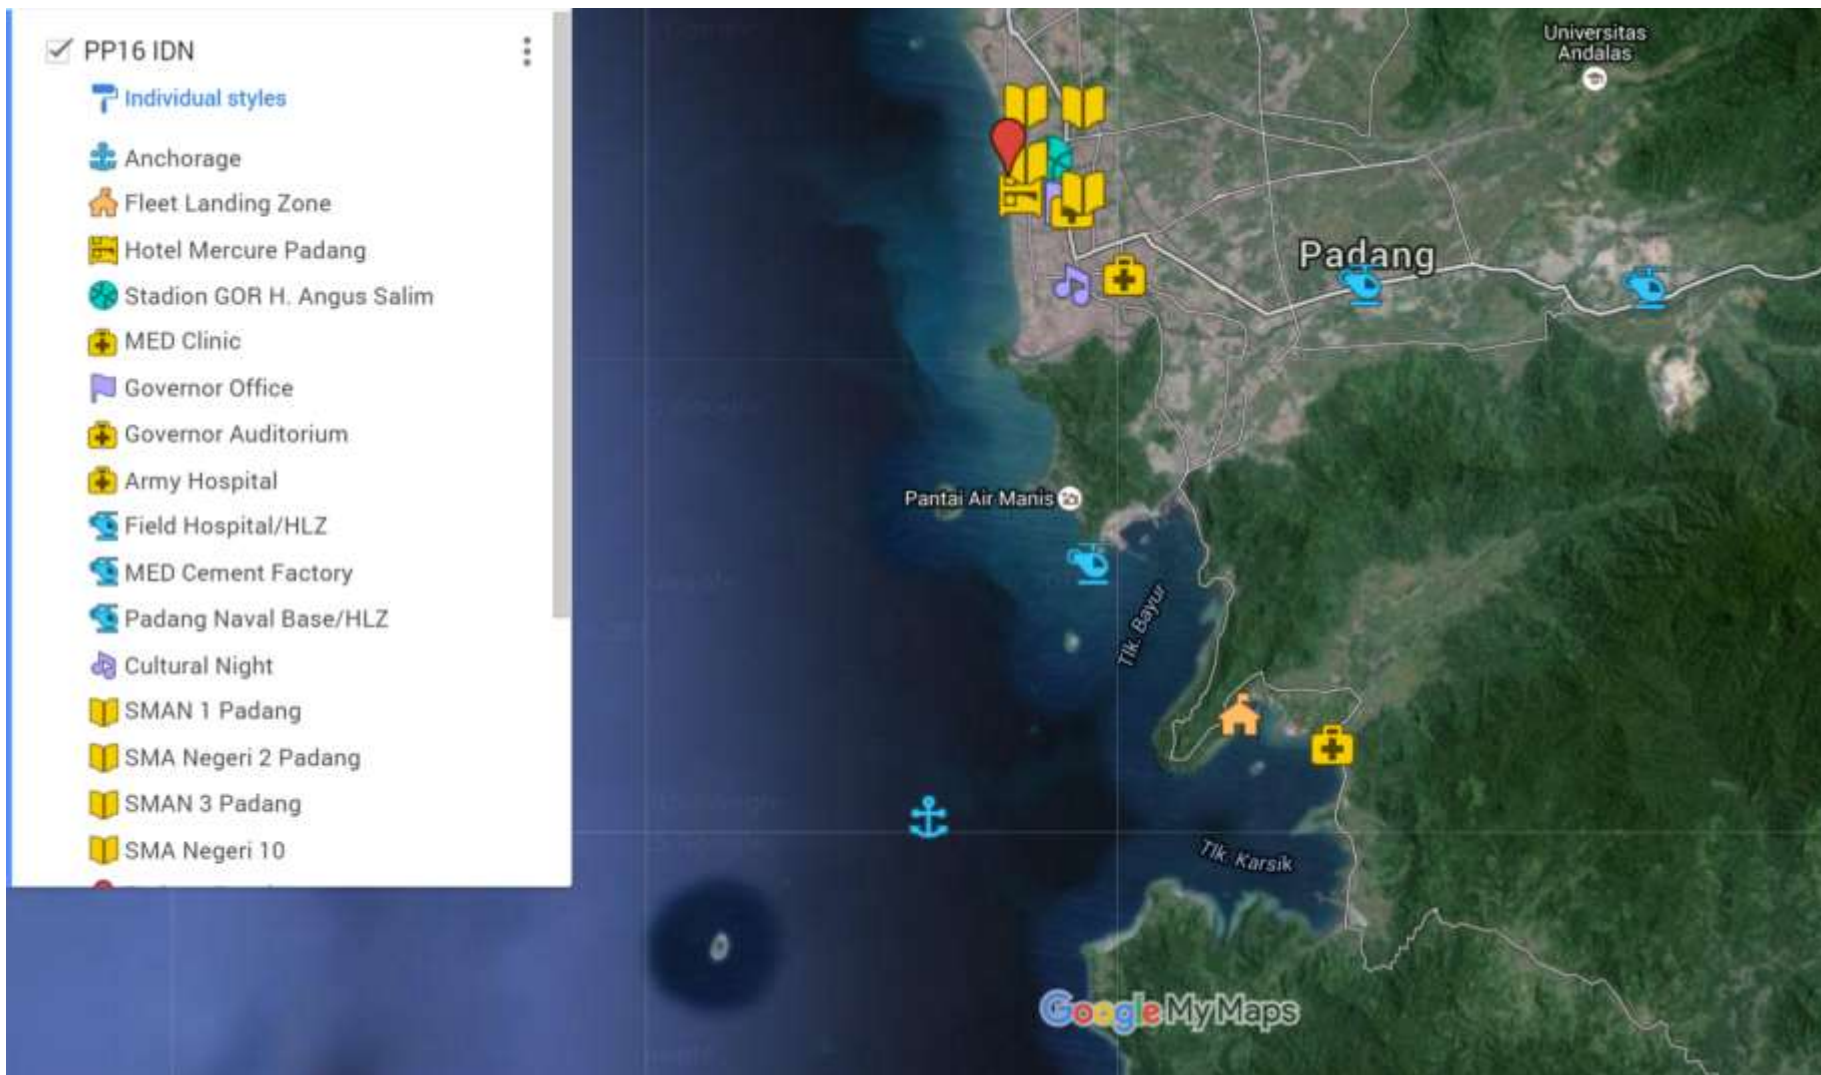 PP16 IDN
Individual styles
Anchorage
Fleet Landing Zone
Hotel Mercure Padang
Stadion GOR H. Angus Salim
MED Clinic
Governor Office
Governor Auditorium
Army Hospital
Field Hospital/HLZ
MED Cement Factory
Padang Naval Base/HLZ
Cultural Night
SMAN 1 Padang
SMA Negeri 2 Padang
SMAN 3 Padang
SMA Negeri 10
Universitas
Andalas
Padang
Pantai Air Manis
Tlk. Bayur
Tlk. Karsik
Google My Maps